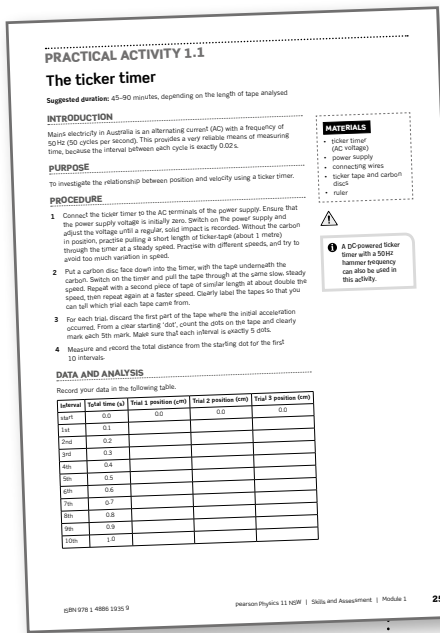 PRACTICAL ACTIVITY 1.1
The ticker timer
Suggested duration: 45–90 minutes, depending on the length of tape analysed
INTRODUCTION
Mains electricity in Australia is an alternating current (AC) with a frequency of
50 Hz (50 cycles per second). This provides a very reliable means of measuring
time, because the interval between each cycle is exactly 0.02 s.
PURPOSE
To investigate the relationship between position and velocity using a ticker timer.
PROCEDURE
1 Connect the ticker timer to the AC terminals of the power supply. Ensure that
the power supply voltage is initially zero. Switch on the power supply and
adjust the voltage until a regular, solid impact is recorded. Without the carbon
in position, practise pulling a short length of ticker-tape (about 1 metre)
through the timer at a steady speed. Practise with different speeds, and try to
avoid too much variation in speed.
2 Put a carbon disc face down into the timer, with the tape underneath the
carbon. Switch on the timer and pull the tape through at the same slow, steady
speed. Repeat with a second piece of tape of similar length at about double the
speed, then repeat again at a faster speed. Clearly label the tapes so that you
can tell which trial each tape came from.
3 For each trial, discard the first part of the tape where the initial acceleration
occurred. From a clear starting 'dot', count the dots on the tape and clearly
mark each 5th mark. Make sure that each interval is exactly 5 dots.
4 Measure and record the total distance from the starting dot for the first
10 intervals.
MATERIALS
• ticker timer
(AC voltage)
• power supply
• connecting wires
• ticker tape and carbon
discs
• ruler
A DC-powered ticker
timer with a 50 Hz
hammer frequency
can also be used in
this activity.
DATA AND ANALYSIS
Record your data in the following table.
Interval Total time (s) Trial 1 position (cm) Trial 2 position (cm) Trial 3 position (cm)
start 0.0 0.0 0.0 0.0
1st 0.1
2nd 0.2
3rd 0.3
4th 0.4
5th 0.5
6th 0.6
7th 0.7
8th 0.8
9th 0.9
10th 1.0
ISBN 978 1 4886 1935 9
Pearson Physics 11 NSW | Skills and Assessment | Module 1